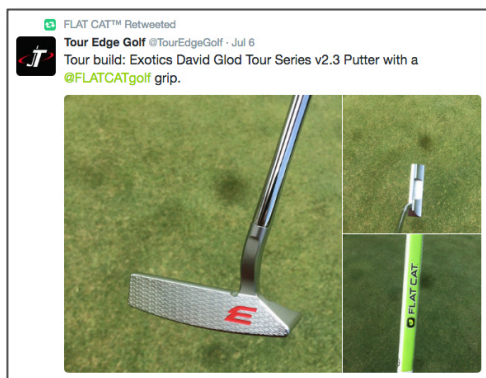 FLAT CAT™ Retweeted
Tour Edge Golf @TourEdgeGolf · Jul 6
Tour build: Exotics David Glod Tour Series v2.3 Putter with a
@FLATCATgolf grip.
E
FLAT CAT